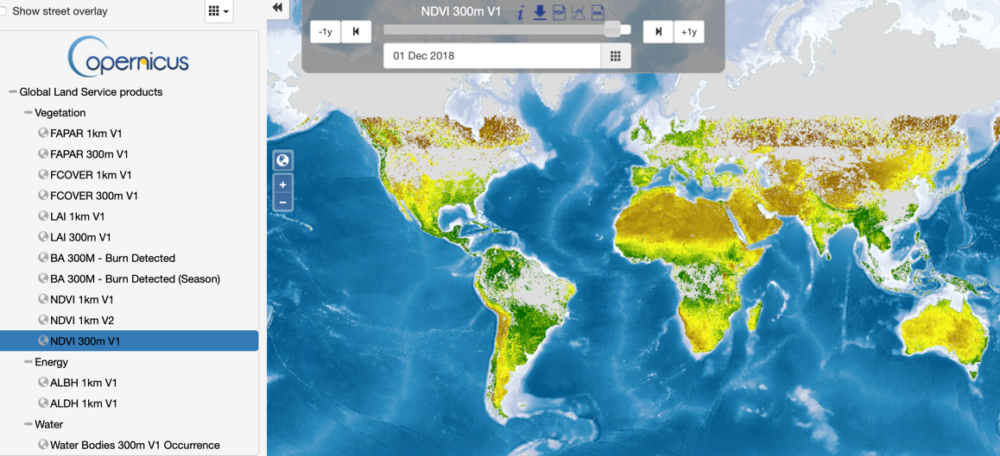 Show street overlay
NDVI 300m V1
PDF
XML
-1y
+1y
01 Dec 2018
opernicus
Global Land Service products
Vegetation
FAPAR 1km V1
FAPAR 300m V1
FCOVER 1km V1
FCOVER 300m V1
LAI 1km V1
LAI 300m V1
BA 300M - Burn Detected
BA 300M - Burn Detected (Season)
NDVI 1km V1
NDVI 1km V2
NDVI 300m V1
Energy
ALBH 1km V1
ALDH 1km V1
Water
Water Bodies 300m V1 Occurrence